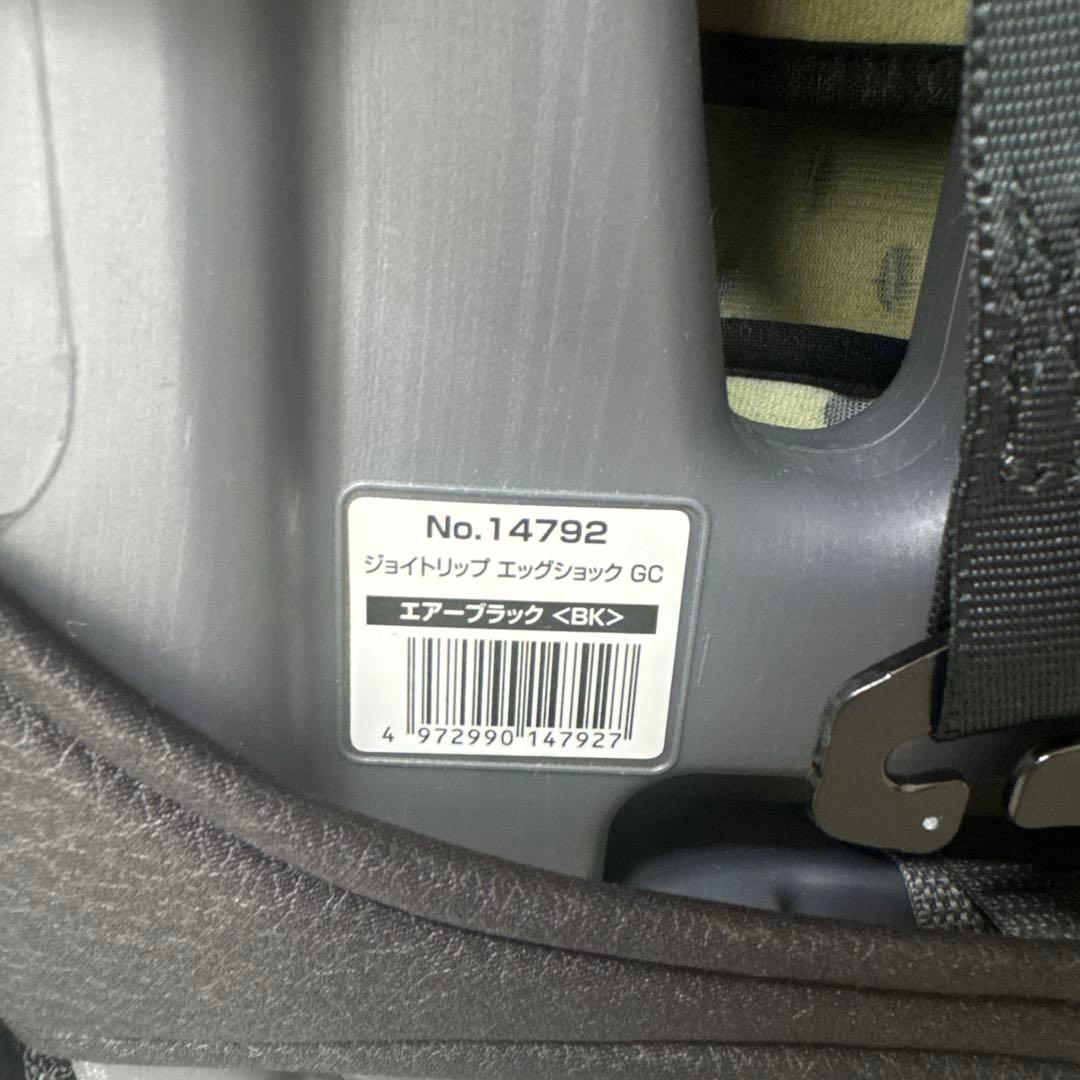 No.14792
ジョイトリップ エッグショック GC
エアーブラック <BK>
4 972990 147927